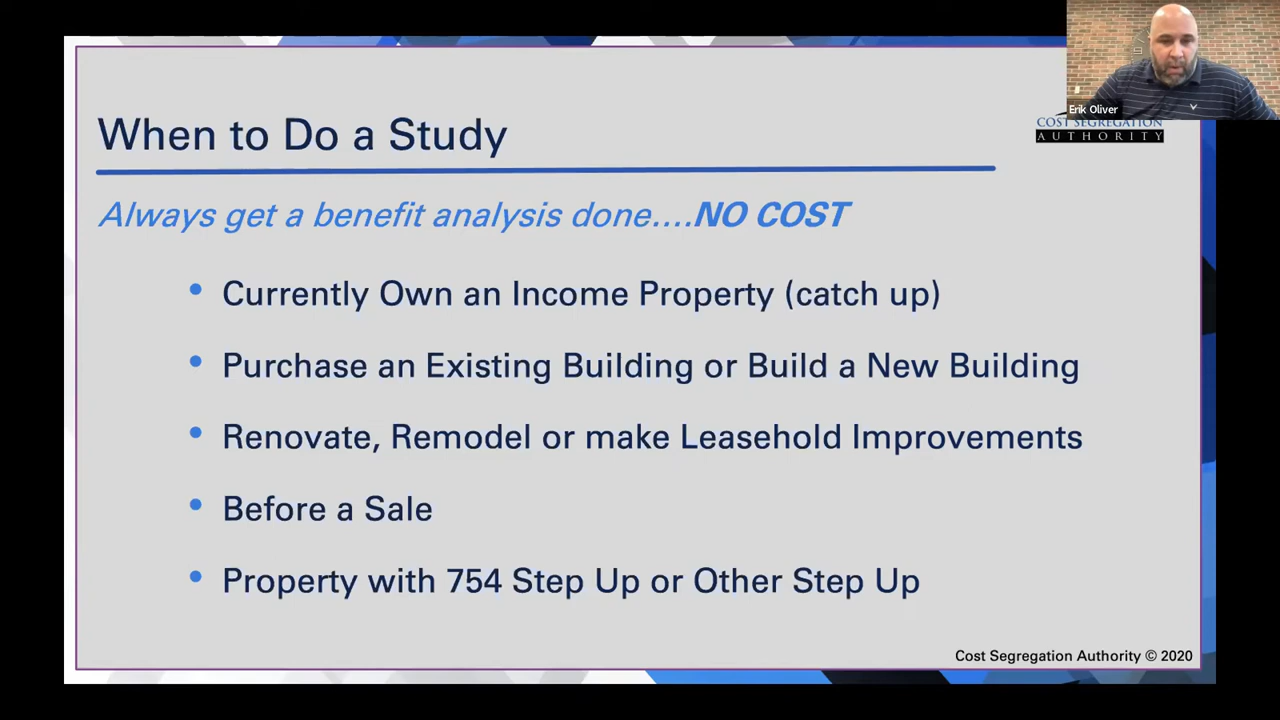 Erik Oliver
COST SEGREGATION
AUTHORITY
When to Do a Study
Always get a benefit analysis done....NO COST
• Currently Own an Income Property (catch up)
• Purchase an Existing Building or Build a New Building
• Renovate, Remodel or make Leasehold Improvements
• Before a Sale
• Property with 754 Step Up or Other Step Up
Cost Segregation Authority © 2020